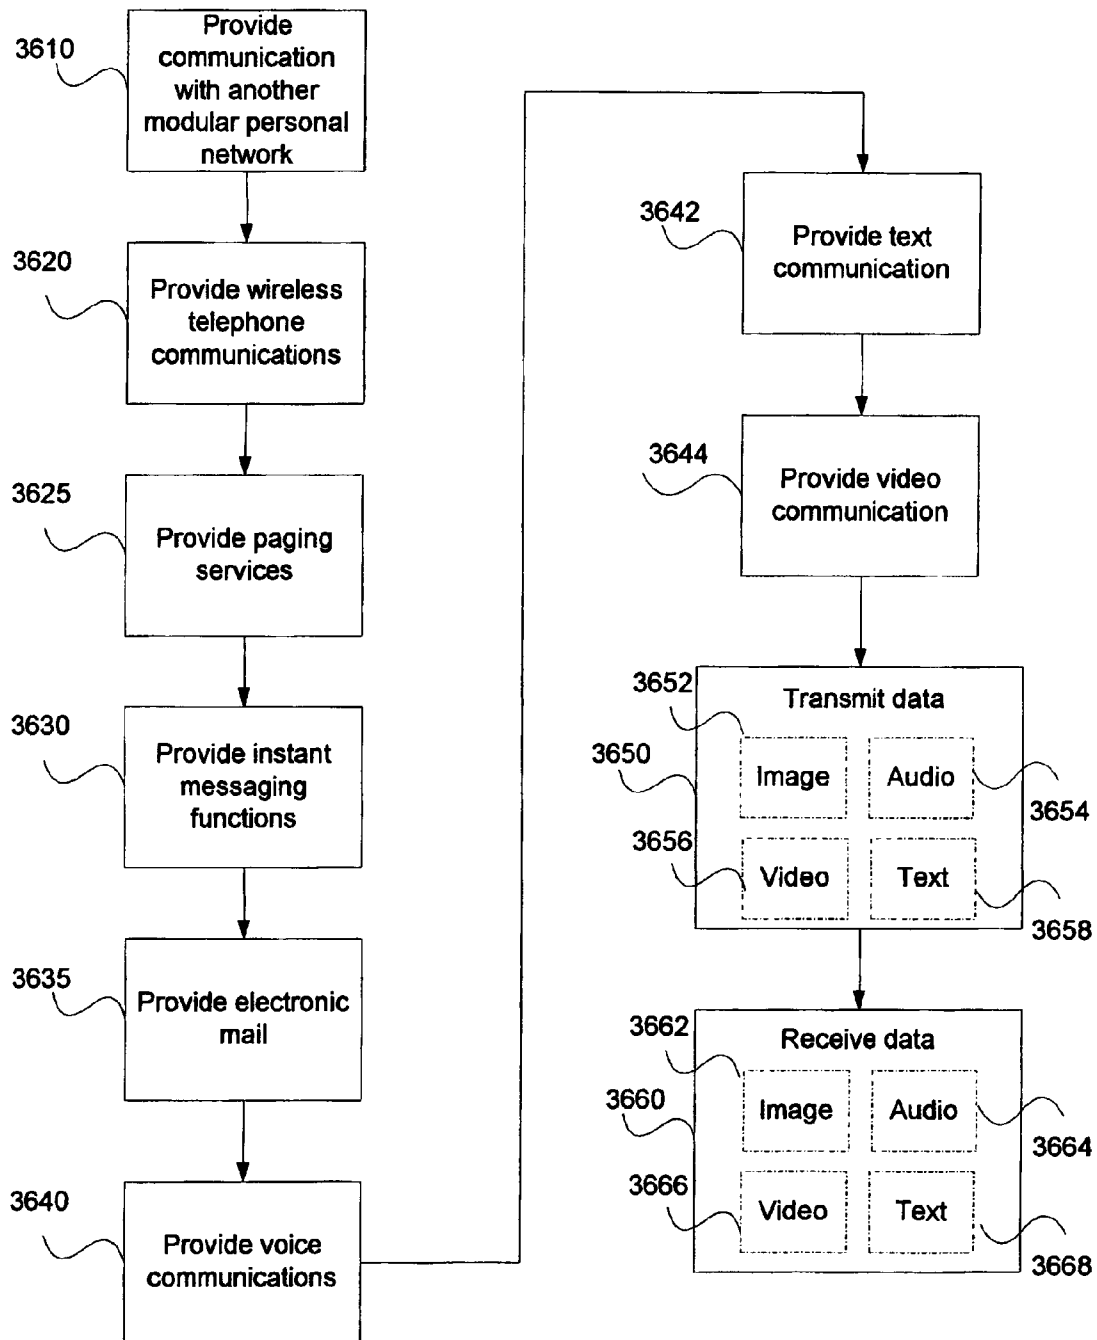 3610
Provide
communication
with another
modular personal
network
3620
Provide wireless
telephone
communications
3625
Provide paging
services
3630
Provide instant
messaging
functions
3635
Provide electronic
mail
3640
Provide voice
communications
3642
Provide text
communication
3644
Provide video
communication
3650
Transmit data
3652
Image
Audio
3654
3656
Video
Text
3658
3660
Receive data
3662
Image
Audio
3664
3666
Video
Text
3668